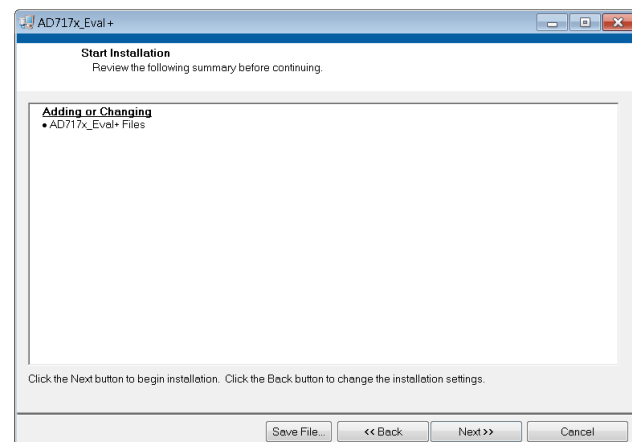 AD717x_Eval+
Start Installation
Review the following summary before continuing.
Adding or Changing
• AD717x_Eval+ Files
Click the Next button to begin installation. Click the Back button to change the installation settings.
Save File... << Back Next >> Cancel